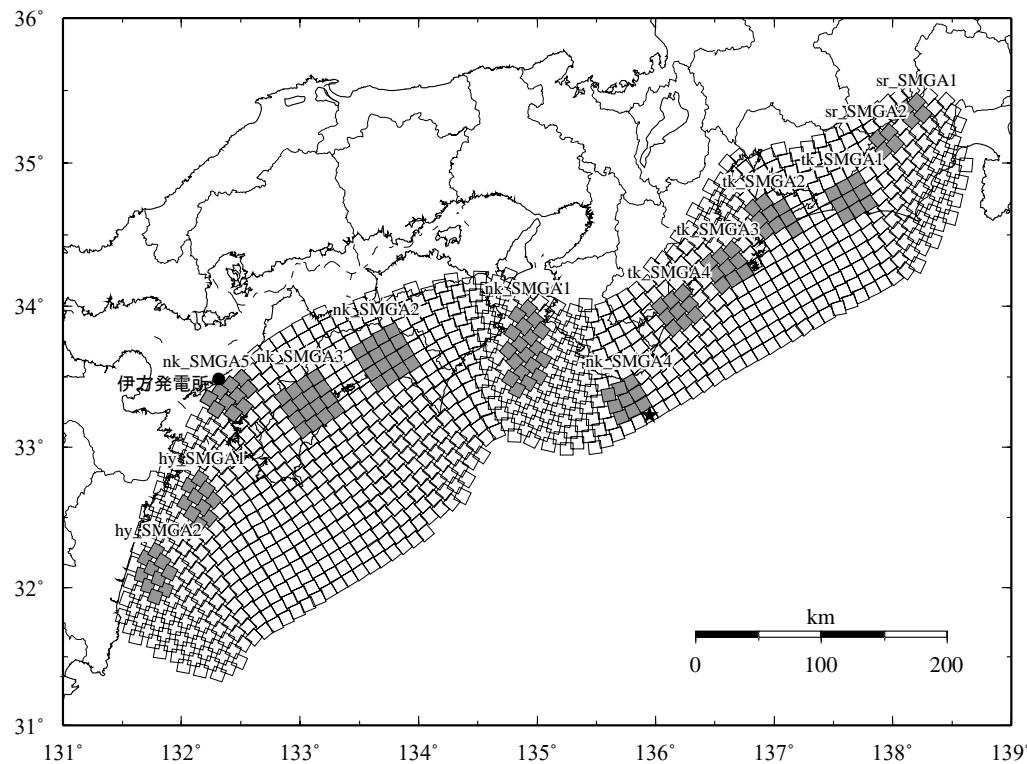 36˚
35˚
34˚
33˚
32˚
31˚
sr_SMGA1
sr_SMGA2
tk_SMGA1
tk_SMGA2
tk_SMGA3
tk_SMGA4
nk_SMGA1
nk_SMGA2
nk_SMGA3
nk_SMGA4
nk_SMGA5
伊方発電所
hy_SMGA1
hy_SMGA2
km
0 100 200
131˚ 132˚ 133˚ 134˚ 135˚ 136˚ 137˚ 138˚ 139˚